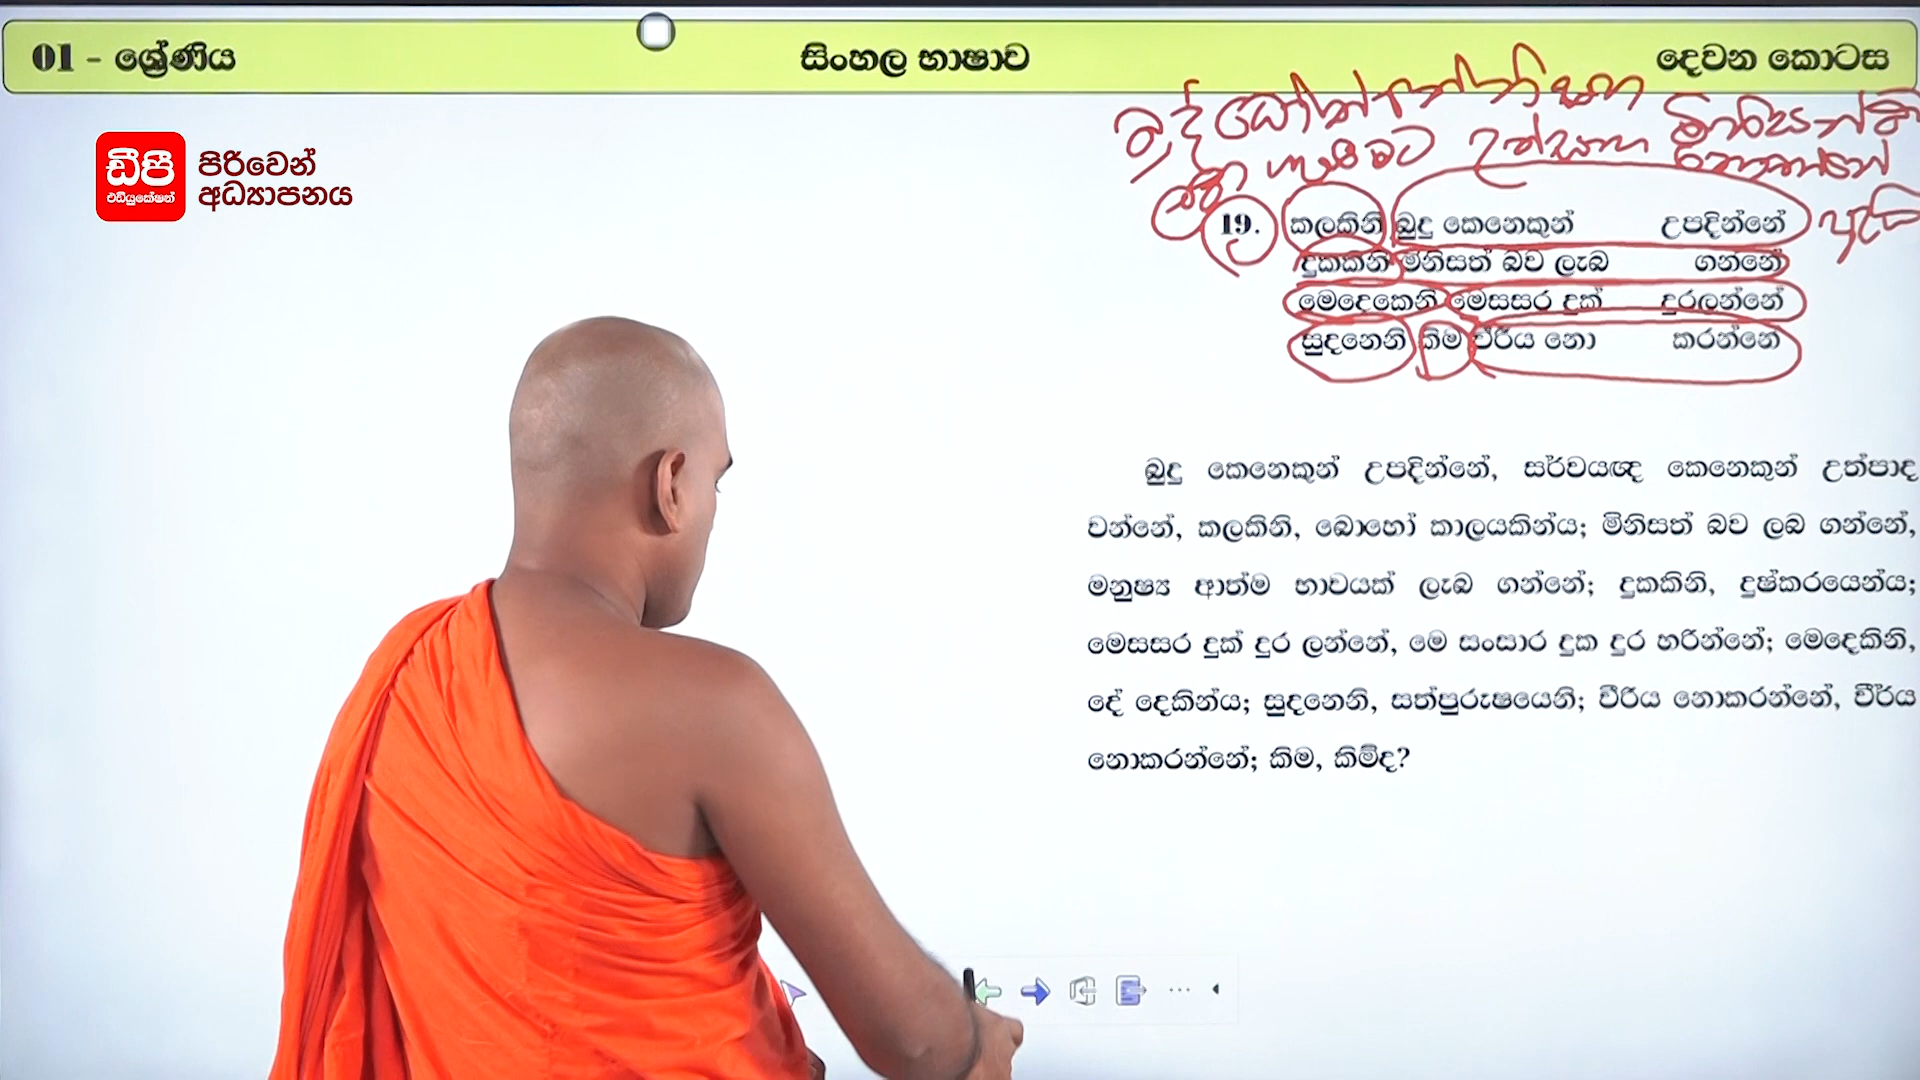 01 - ශ්‍රේණිය
සිංහල භාෂාව
දෙවන කොටස
ඩීපී
එඩියුකේෂන්
පිරිවෙන්
අධ්‍යාපනය
19. කලකිනි බුදු කෙනෙකුන් උපදින්නේ
දුකකිනි මිනිසත් බව ලැබ ගන්නේ
මෙදෙකෙනි මෙසසර දුක් දුරලන්නේ
සුදනෙනි කිම වීරිය නො කරන්නෙ
බුදු කෙනෙකුන් උපදින්නේ, සර්වයඥ කෙනෙකුන් උත්පාද
වන්නේ, කලකිනි, බොහෝ කාලයකින්ය; මිනිසත් බව ලබ ගන්නේ,
මනුෂ්‍ය ආත්ම භාවයක් ලැබ ගන්නේ; දුකකිනි, දුෂ්කරයෙන්ය;
මෙසසර දුක් දුර ලන්නේ, මෙ සංසාර දුක දුර හරින්නේ; මෙදෙකිනි,
දේ දෙකින්ය; සුදනෙනි, සත්පුරුෂයෙනි; වීරිය නොකරන්නේ, වීර්ය
නොකරන්නේ; කිම, කිම්ද?